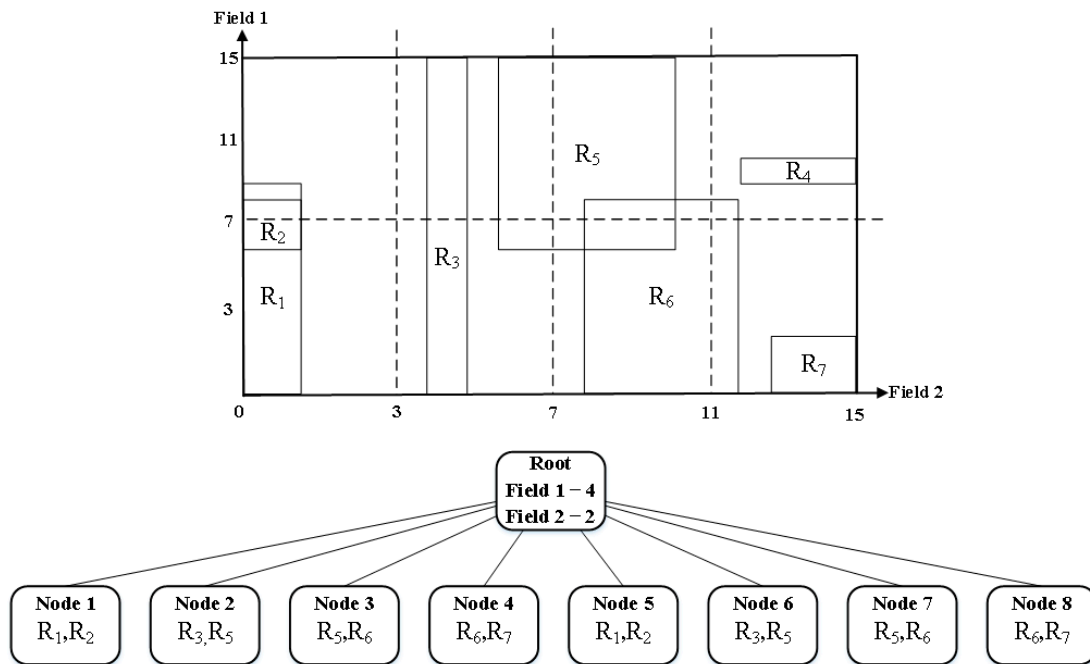 Field 1
15
11
7
3
R₅
R₄
R₂
R₃
R₁
R₆
R₇
Field 2
0
3
7
11
15
Root
Field 1 – 4
Field 2 – 2
Node 1
R₁,R₂
Node 2
R₃,R₅
Node 3
R₅,R₆
Node 4
R₆,R₇
Node 5
R₁,R₂
Node 6
R₃,R₅
Node 7
R₅,R₆
Node 8
R₆,R₇